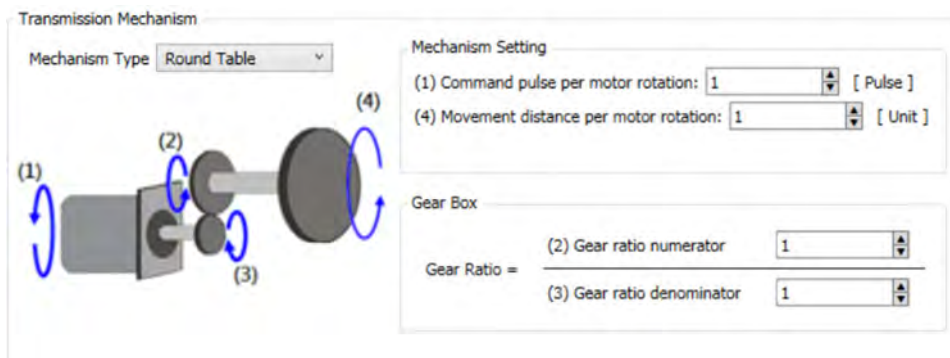 Transmission Mechanism
Mechanism Type Round Table
(1)
(2)
(3)
(4)
Mechanism Setting
(1) Command pulse per motor rotation: 1 [ Pulse ]
(4) Movement distance per motor rotation: 1 [ Unit ]
Gear Box
Gear Ratio =
(2) Gear ratio numerator 1
(3) Gear ratio denominator 1